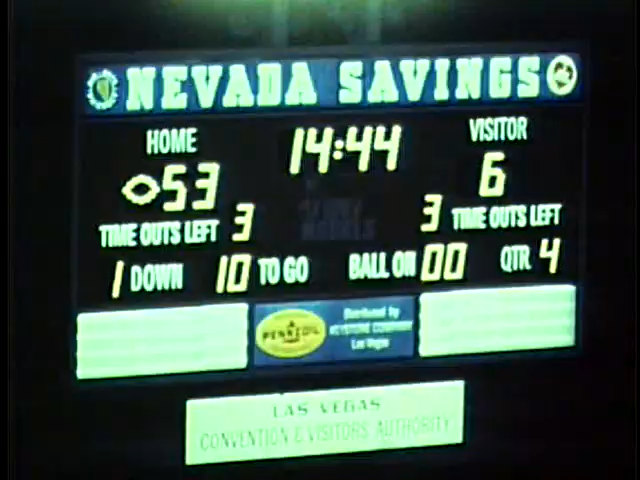 NEVADA SAVINGS
HOME 14:44 VISITOR
53 6
TIME OUTS LEFT 3 3 TIME OUTS LEFT
1 DOWN 10 TO GO BALL ON 00 QTR 4
PENNZOIL
Distributed by
KEYSTONE COMPANY
Las Vegas
LAS VEGAS
CONVENTION & VISITORS' AUTHORITY